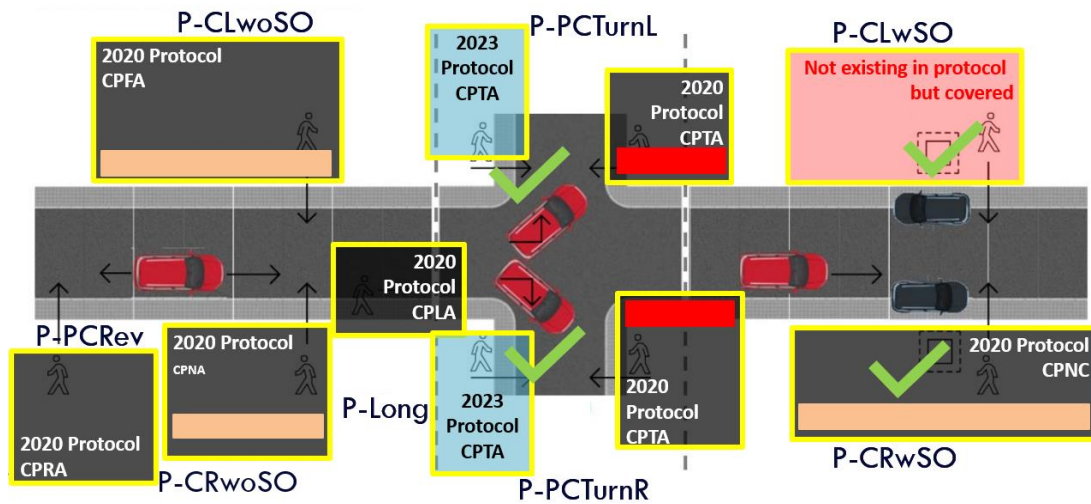 P-CLwoSO
P-PCTurnL
P-CLwSO
2020 Protocol
CPFA
2023
Protocol
CPTA
2020
Protocol
CPTA
Not existing in protocol
but covered
2020
Protocol
CPLA
P-PCRev
2020 Protocol
CPRA
2020 Protocol
CPNA
P-Long
2023
Protocol
CPTA
2020
Protocol
CPTA
2020 Protocol
CPNC
P-CRwoSO
P-PCTurnR
P-CRwSO